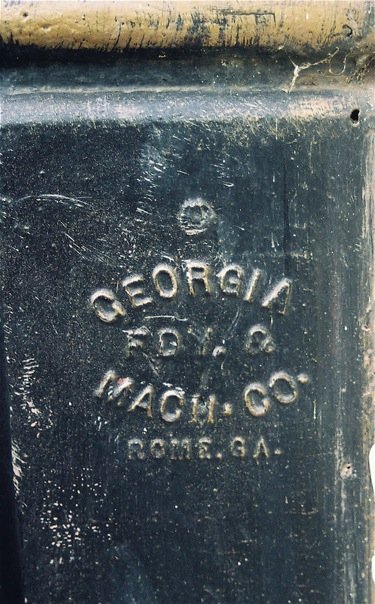 GEORGIA
FDY. &
MACH. CO.
ROME. GA.